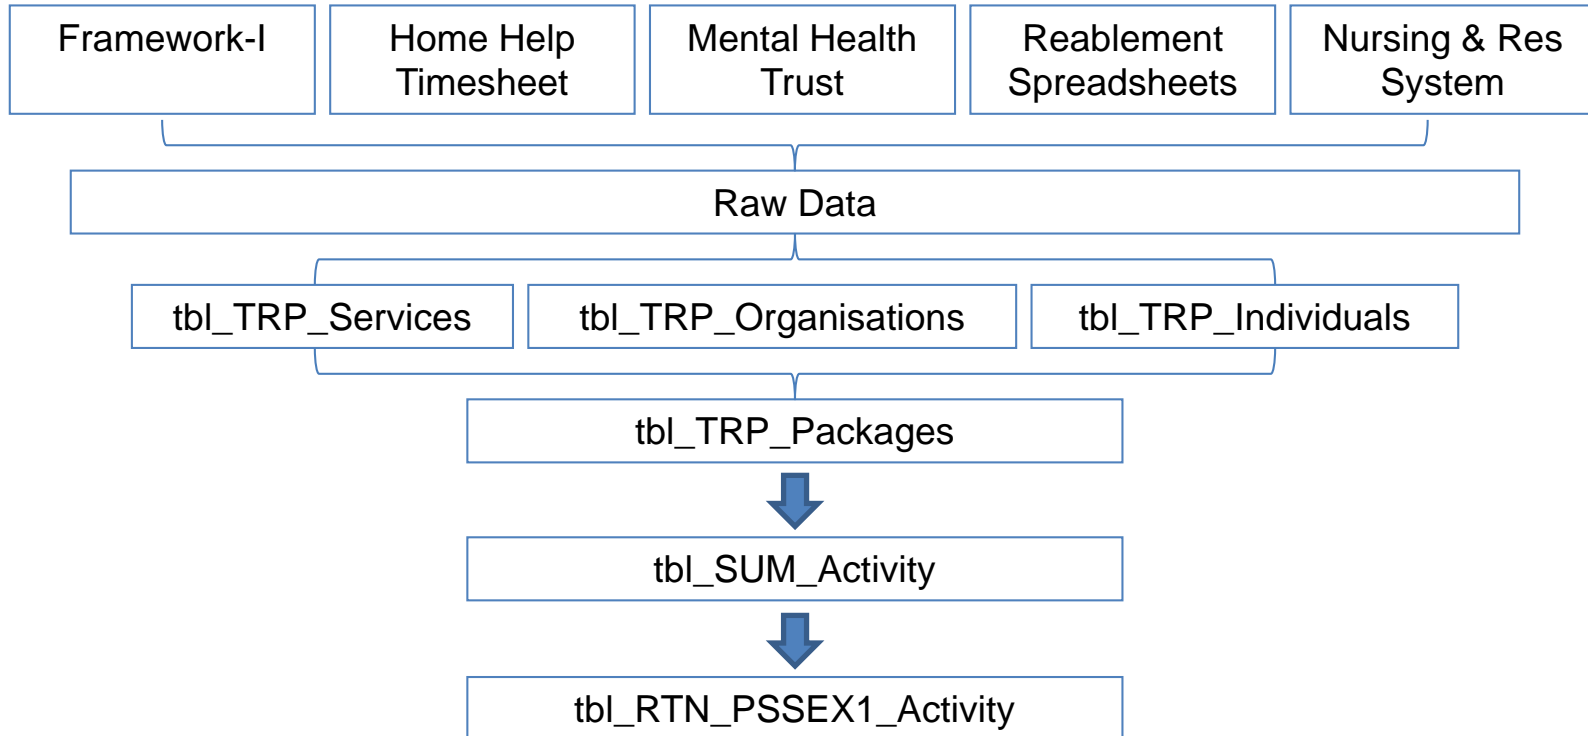 Framework-I
Home Help
Timesheet
Mental Health
Trust
Reablement
Spreadsheets
Nursing & Res
System
Raw Data
tbl_TRP_Services
tbl_TRP_Organisations
tbl_TRP_Individuals
tbl_TRP_Packages
tbl_SUM_Activity
tbl_RTN_PSSEX1_Activity